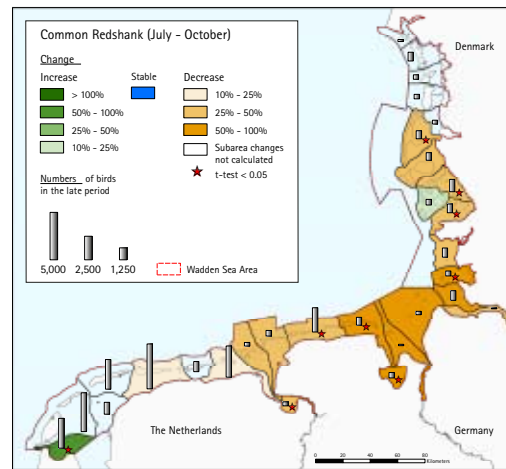 Common Redshank (July - October)
Change
Increase
Stable
Decrease
> 100%
50% - 100%
25% - 50%
10% - 25%
10% - 25%
25% - 50%
50% - 100%
Subarea changes
not calculated
t-test < 0.05
Numbers of birds
in the late period
5,000
2,500
1,250
Wadden Sea Area
Denmark
The Netherlands
Germany
0 10 20 40 60 80
Kilometers